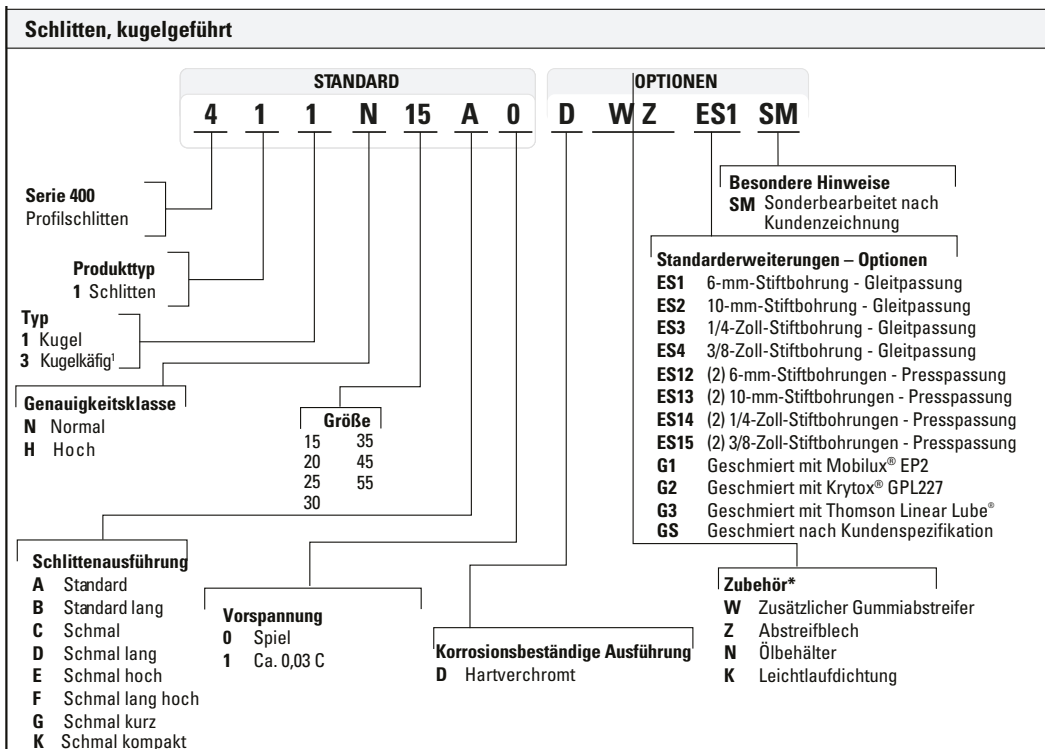 Schlitten, kugelgeführt
STANDARD
OPTIONEN
4 1 1 N 15 A 0 D W Z ES1 SM
Serie 400
Profilschlitten
Produkttyp
1 Schlitten
Typ
1 Kugel
3 Kugelkäfig¹
Genauigkeitsklasse
N Normal
H Hoch
Größe
15 35
20 45
25 55
30
Schlittenausführung
A Standard
B Standard lang
C Schmal
D Schmal lang
E Schmal hoch
F Schmal lang hoch
G Schmal kurz
K Schmal kompakt
Vorspannung
0 Spiel
1 Ca. 0,03 C
Korrosionsbeständige Ausführung
D Hartverchromt
Besondere Hinweise
SM Sonderbearbeitet nach
Kundenzeichnung
Standarderweiterungen – Optionen
ES1 6-mm-Stiftbohrung - Gleitpassung
ES2 10-mm-Stiftbohrung - Gleitpassung
ES3 1/4-Zoll-Stiftbohrung - Gleitpassung
ES4 3/8-Zoll-Stiftbohrung - Gleitpassung
ES12 (2) 6-mm-Stiftbohrungen - Presspassung
ES13 (2) 10-mm-Stiftbohrungen - Presspassung
ES14 (2) 1/4-Zoll-Stiftbohrungen - Presspassung
ES15 (2) 3/8-Zoll-Stiftbohrungen - Presspassung
G1 Geschmiert mit Mobilux® EP2
G2 Geschmiert mit Krytox® GPL227
G3 Geschmiert mit Thomson Linear Lube®
GS Geschmiert nach Kundenspezifikation
Zubehör*
W Zusätzlicher Gummiabstreifer
Z Abstreifblech
N Ölbehälter
K Leichtlaufdichtung